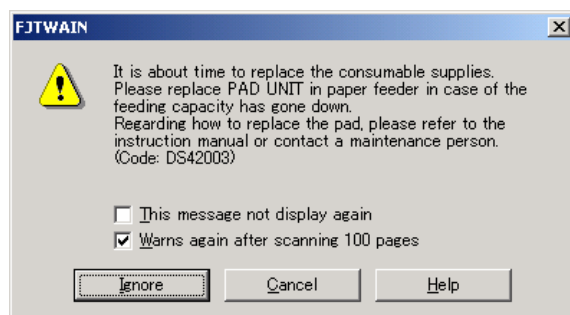 FJTWAIN
It is about time to replace the consumable supplies.
Please replace PAD UNIT in paper feeder in case of the
feeding capacity has gone down.
Regarding how to replace the pad, please refer to the
instruction manual or contact a maintenance person.
(Code: DS42003)
This message not display again
Warns again after scanning 100 pages
Ignore Cancel Help